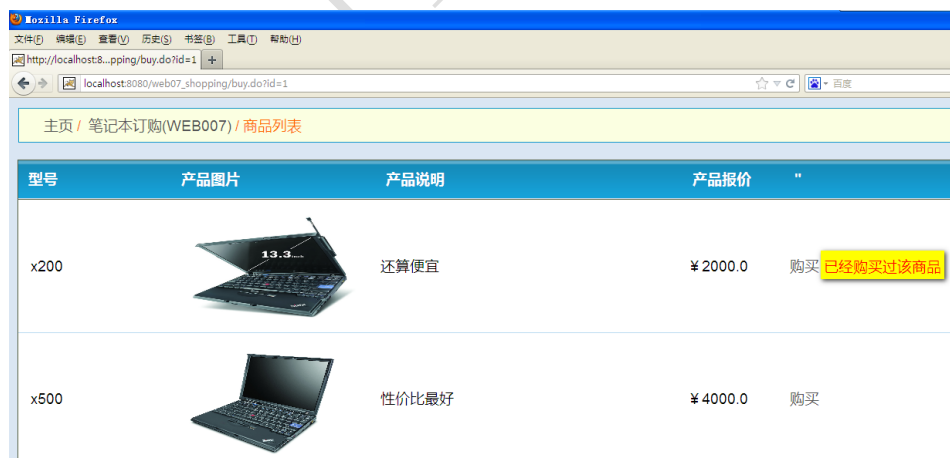 Mozilla Firefox
文件(F) 编辑(E) 查看(V) 历史(S) 书签(B) 工具(T) 帮助(H)
http://localhost:8...pping/buy.do?id=1 +
localhost:8080/web07_shopping/buy.do?id=1 百度
主页 / 笔记本订购(WEB007) / 商品列表
型号 产品图片 产品说明 产品报价 "
13.3
x200 还算便宜 ¥2000.0 购买 已经购买过该商品
x500 性价比最好 ¥4000.0 购买